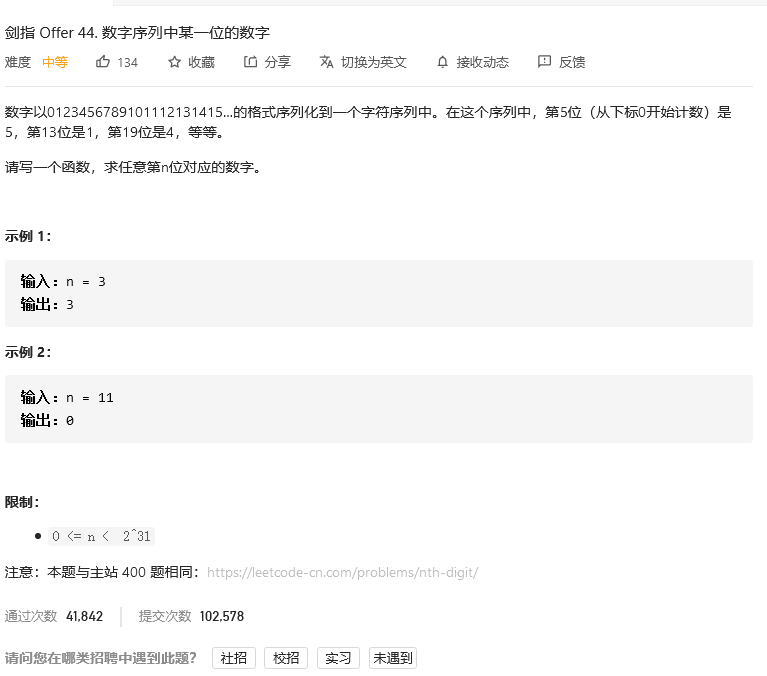 剑指 Offer 44. 数字序列中某一位的数字
难度 中等 134 收藏 分享 切换为英文 接收动态 反馈
数字以0123456789101112131415…的格式序列化到一个字符序列中。在这个序列中，第5位（从下标0开始计数）是
5，第13位是1，第19位是4，等等。
请写一个函数，求任意第n位对应的数字。
示例 1：
输入：n = 3
输出：3
示例 2：
输入：n = 11
输出：0
限制：
0 <= n < 2^31
注意：本题与主站 400 题相同：https://leetcode-cn.com/problems/nth-digit/
通过次数 41,842 提交次数 102,578
请问您在哪类招聘中遇到此题？ 社招 校招 实习 未遇到